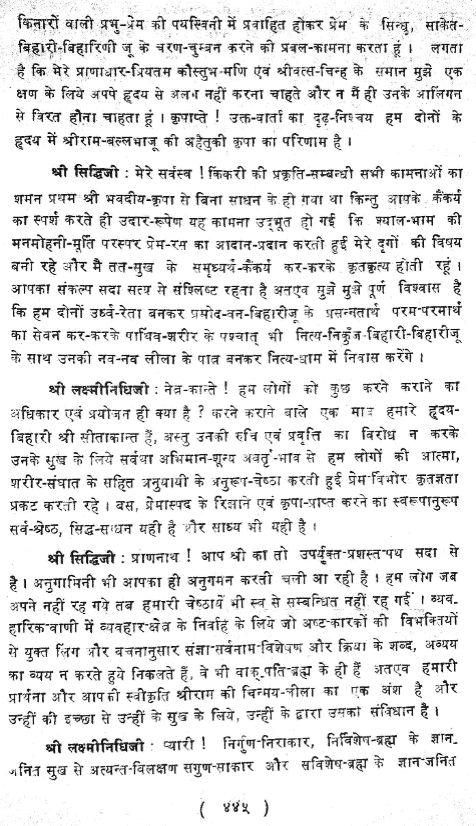 किनारों वाली प्रभु-प्रेम की पयस्विनी में प्रवाहित होकर प्रेम के सिन्धु, साकेत-
बिहारी-बिहारिणी जू के चरण-चुम्बन करने की प्रबल-कामना करता हूं । लगता
है कि मेरे प्राणाधार-प्रियतम कौस्तुभ-मणि एवं श्रीवत्स-चिन्ह के समान मुझे एक
क्षण के लिये अपपे हृदय से अलग नहीं करना चाहते और न मैं ही उनके आलिंगन
से विरत होना चाहता हूं । कृपाप्ते ! उक्त-वार्ता का दृढ़-निश्चय हम दोनों के
हृदय में श्रीराम-बल्लभाजू की अहैतुकी कृपा का परिणाम है ।
श्री सिद्धिजी : मेरे सर्वस्व ! किंकरी की प्रकृति-सम्बन्धी सभी कामनाओं का
शमन प्रथम श्री भवदीय-कृपा से बिना साधन के हो गया था किन्तु आपके कैंकर्य
का स्पर्श करते ही उदार-रूपेण यह कामना उद्भूत हो गई कि श्याल-भाम की
मनमोहनी-मूर्ति परस्पर प्रेम-रस का आदान-प्रदान करती हुई मेरे दृगों की विषय
बनी रहे और मैं तत-सुख के समृध्यर्थ-कैंकर्य कर-करके कृतकृत्य होती रहूं ।
आपका संकल्प सदा सत्य से संश्लिष्ट रहता है अतएव मुझे मुझे पूर्ण विश्वास है
कि हम दोनों उर्ध्व-रेता बनकर प्रमोद-वन-बिहारीजू के प्रसन्नतार्थ परम-परमार्थ
का सेवन कर-करके पार्थिव-शरीर के पश्चात् भी नित्य-निकुँज-बिहारी-बिहारीजू
के साथ उनकी नव-नव लीला के पात्र बनकर नित्य-धाम में निवास करेंगे ।
श्री लक्ष्मीनिधिजी : नेत्र-कान्ते ! हम लोगों को कुछ करने कराने का
अधिकार एवं प्रयोजन ही क्या है ? करने कराने वाले एक मात्र हमारे हृदय-
बिहारी श्री सीताकान्त हैं, अस्तु उनकी रुचि एवं प्रवृत्ति का विरोध न करके
उनके सुख के लिये सर्वथा अभिमान-शून्य अकर्तृ-भाव से हम लोगों की आत्मा,
शरीर-संघात के सहित अनुयायी के अनुरूप-चेष्ठा करती हुई प्रेम-विभोर कृतज्ञता
प्रकट करती रहे । बस, प्रेमास्पद के रिझाने एवं कृपा-प्राप्त करने का स्वरूपानुरूप
सर्व-श्रेष्ठ, सिद्ध-साधन यही है और साध्य भी यही है ।
श्री सिद्धिजी : प्राणनाथ ! आप श्री का तो उपर्युक्त-प्रशस्त-पथ सदा से
है । अनुगामिनी भी आपका ही अनुगमन करती चली आ रही है । हम लोग जब
अपने नहीं रह गये तब हमारी चेष्ठायें भी स्व से सम्बन्धित नहीं रह गईं । व्यव-
हारिक-वाणी में व्यवहार-क्षेत्र के निर्वाह के लिये जो अष्ट-कारकों की विभक्तियों
से युक्त लिंग और बचनानुसार संज्ञा-सर्वनाम-विशेषण और क्रिया के शब्द, अव्यय
का व्यय न करते हुये निकलते हैं, वे भी वाक्-पति-ब्रह्म के ही हैं अतएव हमारी
प्रार्थना और आपकी स्वीकृति श्रीराम की चिन्मय-लीला का एक अंश है और
उन्हीं की इच्छा से उन्हीं के सुख के लिये, उन्हीं के द्वारा उसका संविधान है ।
श्री लक्ष्मीनिधिजी : प्यारी ! निर्गुण-निराकार, निर्विशेष-ब्रह्म के ज्ञान-
जनित सुख से अत्यन्त-विलक्षण सगुण-साकार और सविशेष-ब्रह्म के ज्ञान-जनित
( ४४५ )